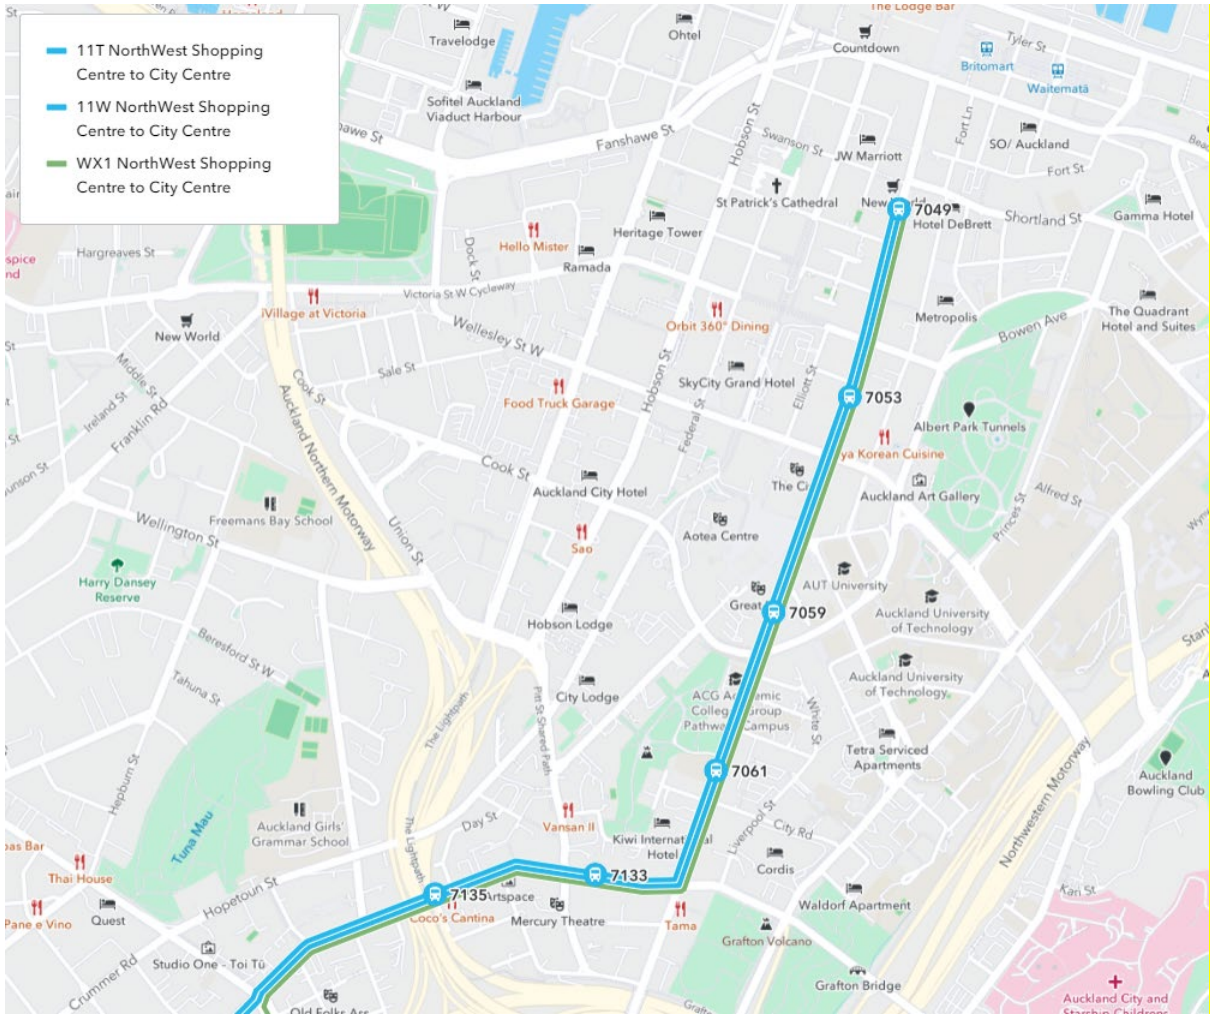 The Lodge Bar
Travelodge
Ohtel
Countdown
Tyler St
Britomart
Waitematā
11T NorthWest Shopping
Centre to City Centre
11W NorthWest Shopping
Centre to City Centre
WX1 NorthWest Shopping
Centre to City Centre
Sofitel Auckland
Viaduct Harbour
Fanshawe St
Hobson St
Swanson St
Fort Ln
JW Marriott
SO/ Auckland
Fort St
St Patrick's Cathedral
7049
Hotel DeBrett
Shortland St
Gamma Hotel
Heritage Tower
Hello Mister
Ramada
Dock St
Hargreaves St
Victoria St W Cycleway
iVillage at Victoria
New World
Wellesley St W
Orbit 360° Dining
Metropolis
Bowen Ave
The Quadrant
Hotel and Suites
Middle St
Sale St
Cook St
Ireland St
Franklin Rd
Food Truck Garage
Hobson St
SkyCity Grand Hotel
Elliott St
Federal St
7053
Albert Park Tunnels
ya Korean Cuisine
Auckland Northern Motorway
Cook St
Auckland City Hotel
The Ci
Auckland Art Gallery
Princes St
Alfred St
Freemans Bay School
Wellington St
Union St
Sao
Aotea Centre
AUT University
Harry Dansey
Reserve
Great
7059
Auckland University
of Technology
Hobson Lodge
Beresford St W
Tahuna St
City Lodge
Pitt St Shared Path
The Lightpath
Auckland University
of Technology
White St
Tetra Serviced
Apartments
7061
Northwestern Motorway
Auckland
Bowling Club
Hepburn St
Tuna Mau
Auckland Girls'
Grammar School
The Lightpath
Day St
Vansan II
Liverpool St
City Rd
Cordis
Thai House
7133
7135
Artspace
Coco's Cantina
Mercury Theatre
Tama
Waldorf Apartment
Kari St
Hopetoun St
Quest
Pane e Vino
Studio One - Toi Tū
Crummer Rd
Grafton Volcano
Grafton Bridge
Auckland City and